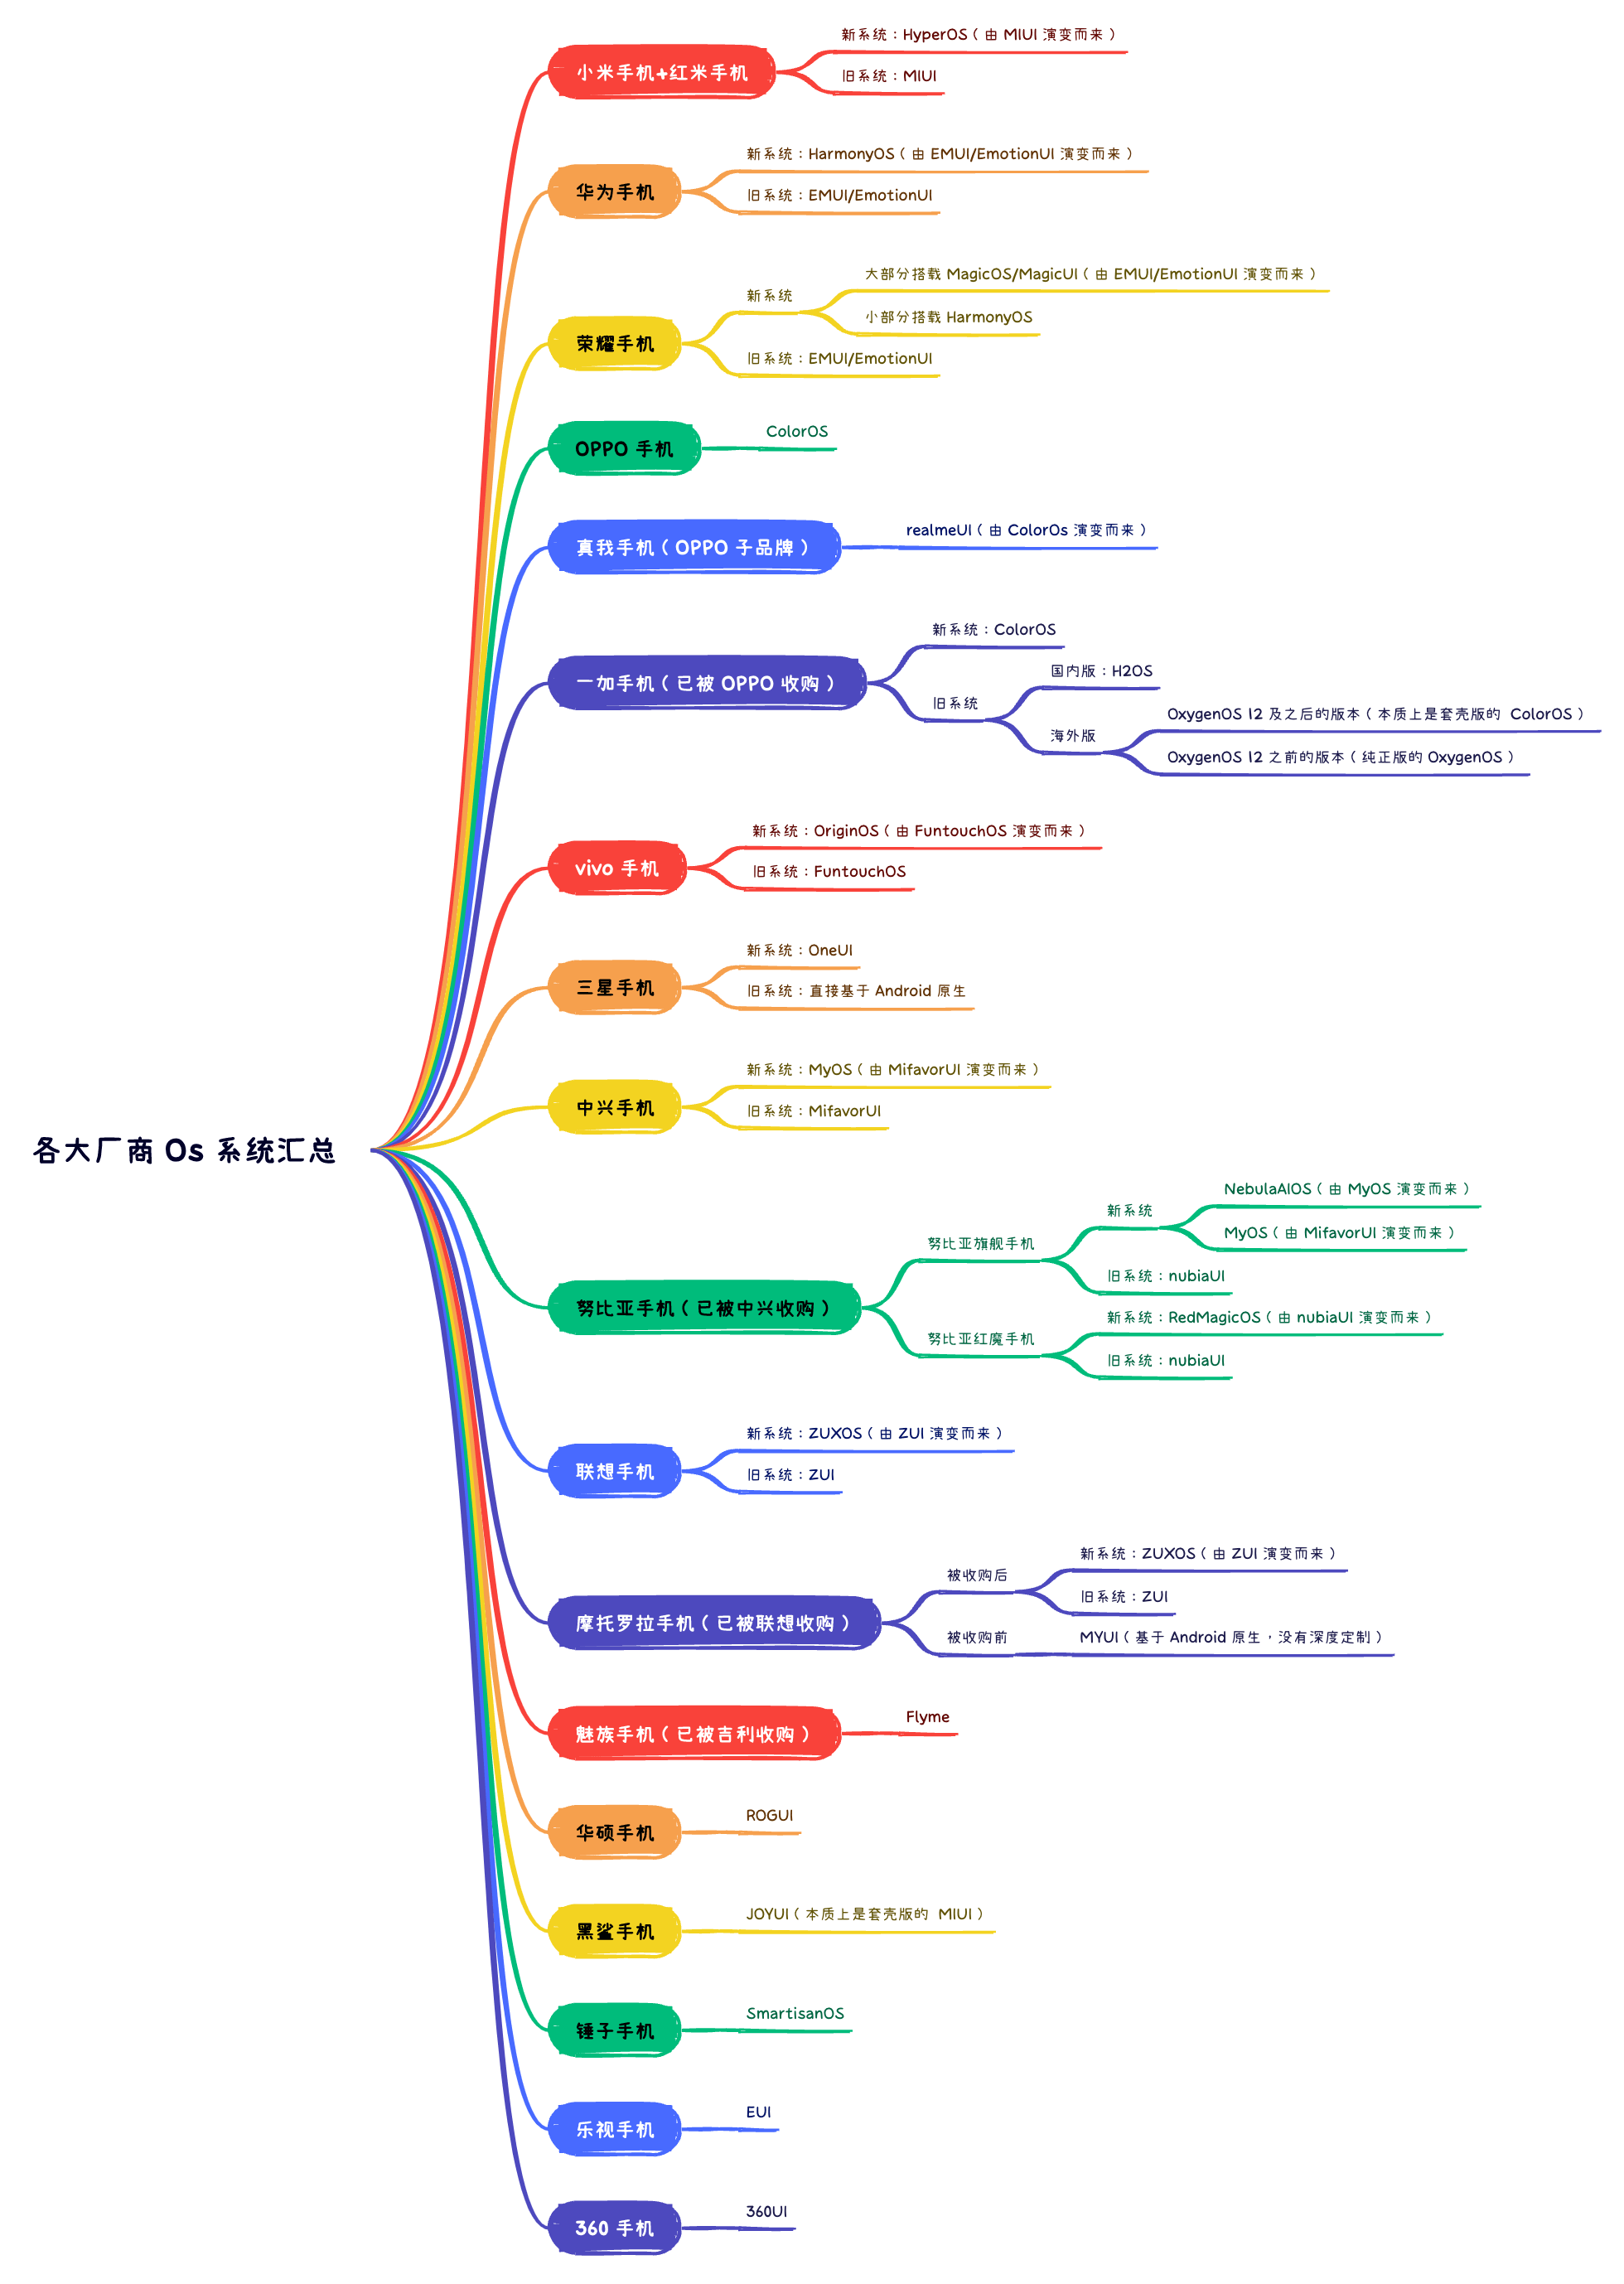 新系统：HyperOS（由 MIUI 演变而来）
小米手机+红米手机
旧系统：MIUI
新系统：HarmonyOS（由 EMUI/EmotionUI 演变而来）
华为手机
旧系统：EMUI/EmotionUI
大部分搭载 MagicOS/MagicUI（由 EMUI/EmotionUI 演变而来）
新系统
小部分搭载 HarmonyOS
荣耀手机
旧系统：EMUI/EmotionUI
ColorOS
OPPO 手机
realmeUI（由 ColorOs 演变而来）
真我手机（OPPO 子品牌）
新系统：ColorOS
国内版：H2OS
一加手机（已被 OPPO 收购）
旧系统
OxygenOS 12 及之后的版本（本质上是套壳版的 ColorOS）
海外版
OxygenOS 12 之前的版本（纯正版的 OxygenOS）
新系统：OriginOS（由 FuntouchOS 演变而来）
vivo 手机
旧系统：FuntouchOS
新系统：OneUI
三星手机
旧系统：直接基于 Android 原生
新系统：MyOS（由 MifavorUI 演变而来）
中兴手机
旧系统：MifavorUI
各大厂商 Os 系统汇总
NebulaAIOS（由 MyOS 演变而来）
新系统
MyOS（由 MifavorUI 演变而来）
努比亚旗舰手机
旧系统：nubiaUI
努比亚手机（已被中兴收购）
新系统：RedMagicOS（由 nubiaUI 演变而来）
努比亚红魔手机
旧系统：nubiaUI
新系统：ZUXOS（由 ZUI 演变而来）
联想手机
旧系统：ZUI
新系统：ZUXOS（由 ZUI 演变而来）
被收购后
旧系统：ZUI
摩托罗拉手机（已被联想收购）
被收购前
MYUI（基于 Android 原生，没有深度定制）
Flyme
魅族手机（已被吉利收购）
ROGUI
华硕手机
JOYUI（本质上是套壳版的 MIUI）
黑鲨手机
SmartisanOS
锤子手机
EUI
乐视手机
360UI
360 手机